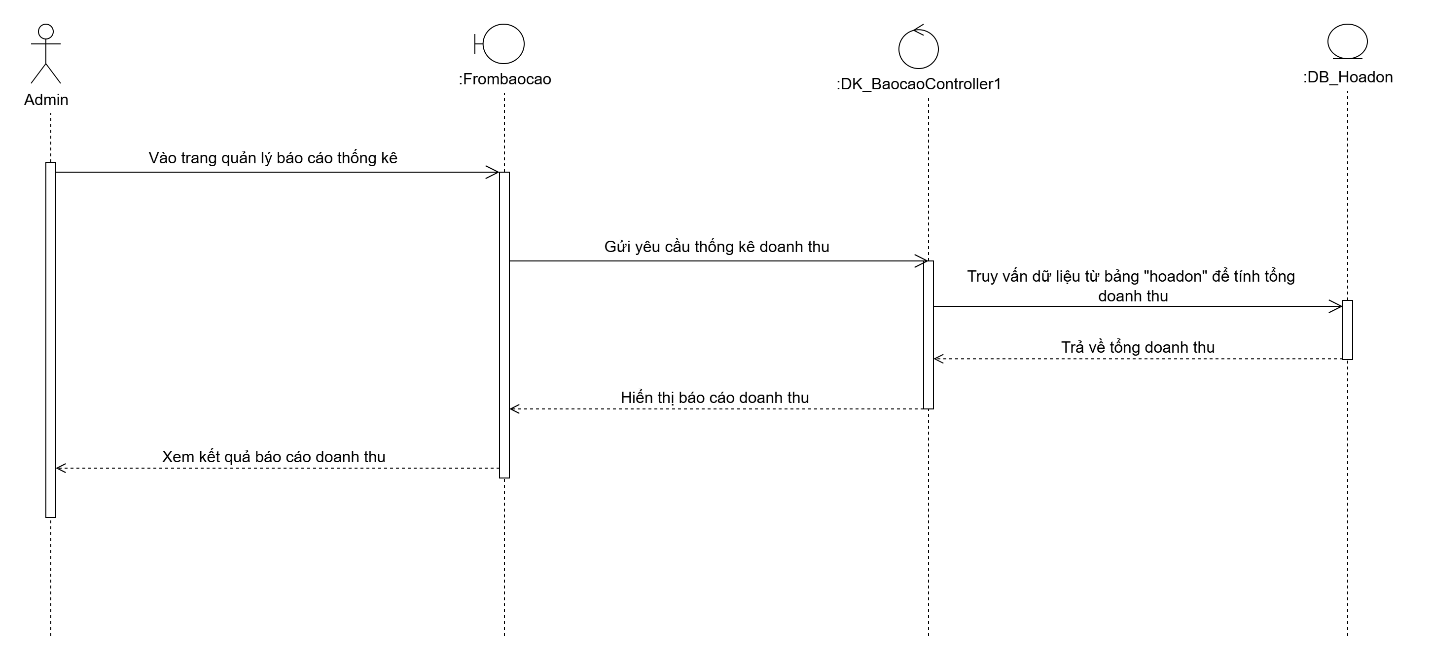 Admin
:Frombaocao
:DK_BaocaoController1
:DB_Hoadon
Vào trang quản lý báo cáo thống kê
Gửi yêu cầu thống kê doanh thu
Truy vấn dữ liệu từ bảng "hoadon" để tính tổng
doanh thu
Trả về tổng doanh thu
Hiến thị báo cáo doanh thu
Xem kết quả báo cáo doanh thu